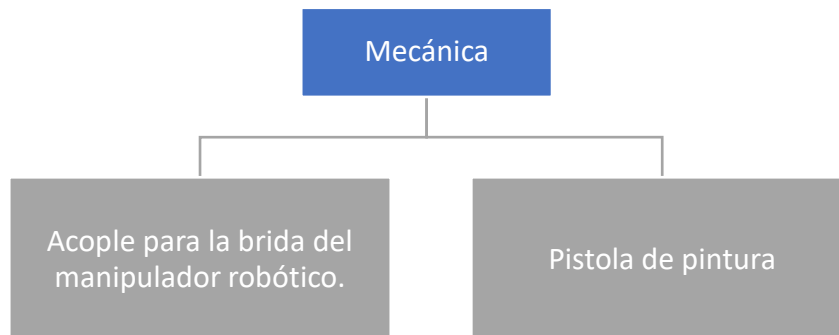 Mecánica
Acople para la brida del
manipulador robótico.
Pistola de pintura